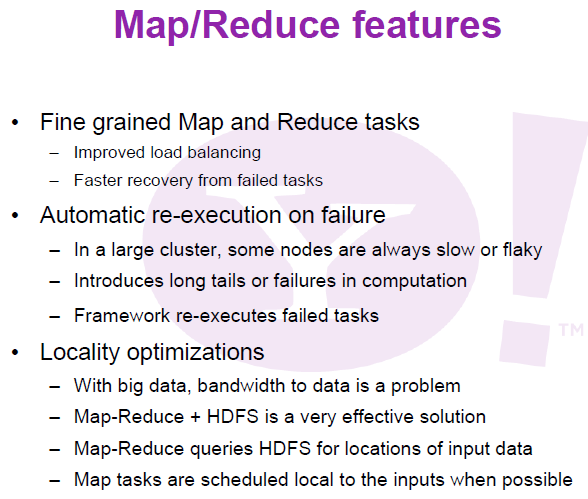 Map/Reduce features
• Fine grained Map and Reduce tasks
– Improved load balancing
– Faster recovery from failed tasks
• Automatic re-execution on failure
– In a large cluster, some nodes are always slow or flaky
– Introduces long tails or failures in computation
– Framework re-executes failed tasks
• Locality optimizations
– With big data, bandwidth to data is a problem
– Map-Reduce + HDFS is a very effective solution
– Map-Reduce queries HDFS for locations of input data
– Map tasks are scheduled local to the inputs when possible
Y!
TM